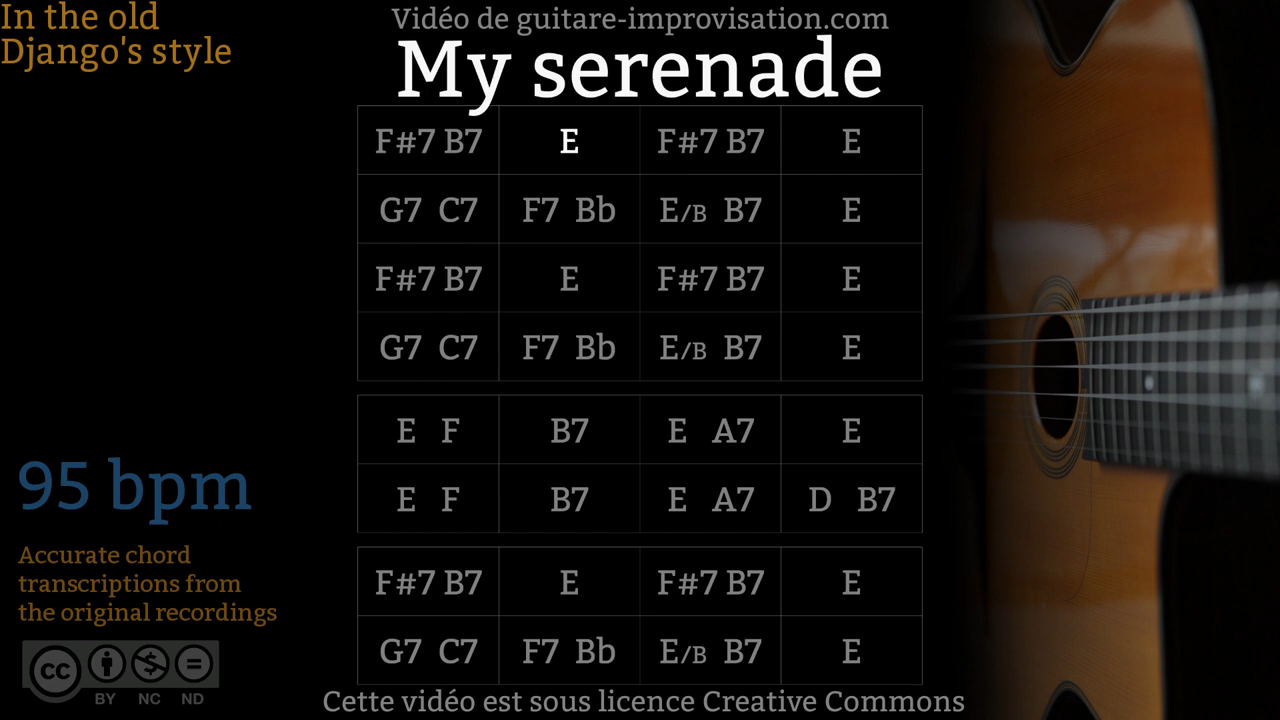 In the old
Django's style
Vidéo de guitare-improvisation.com
My serenade
F#7 B7 E F#7 B7 E
G7 C7 F7 Bb E/B B7 E
F#7 B7 E F#7 B7 E
G7 C7 F7 Bb E/B B7 E
E F B7 E A7 E
E F B7 E A7 D B7
F#7 B7 E F#7 B7 E
G7 C7 F7 Bb E/B B7 E
95 bpm
Accurate chord
transcriptions from
the original recordings
cc
BY NC ND
Cette vidéo est sous licence Creative Commons